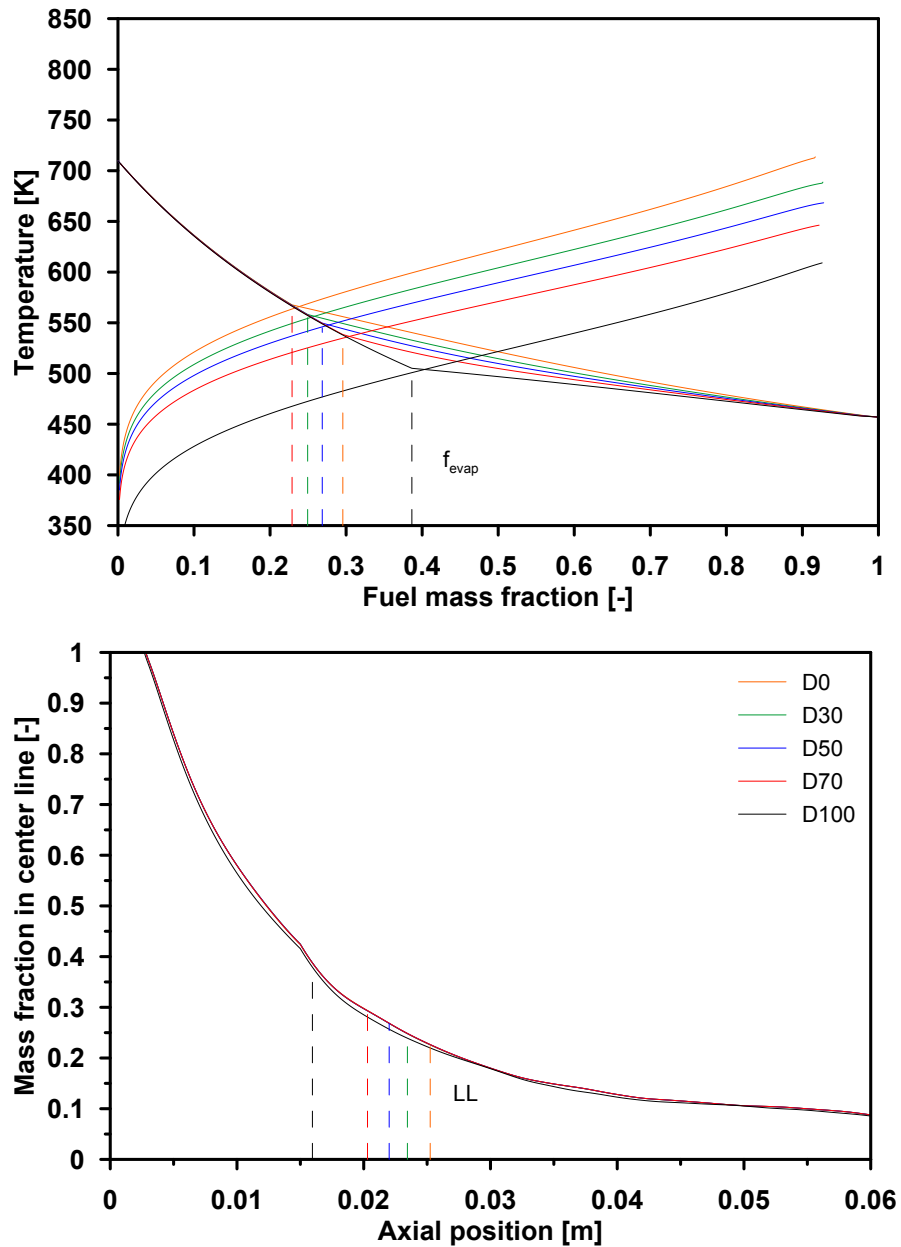 850
800
750
700
650
600
550
500
450
400
350
Temperature [K]
f_evap
0 0.1 0.2 0.3 0.4 0.5 0.6 0.7 0.8 0.9 1
Fuel mass fraction [-]
1
0.9
0.8
0.7
0.6
0.5
0.4
0.3
0.2
0.1
0
Mass fraction in center line [-]
D0
D30
D50
D70
D100
LL
0 0.01 0.02 0.03 0.04 0.05 0.06
Axial position [m]